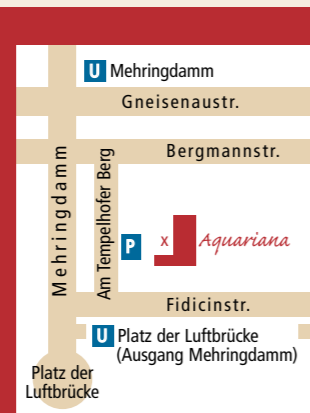 U Mehringdamm
Gneisenaustr.
Bergmannstr.
Mehringdamm
Am Tempelhofer Berg
P
x Aquariana
Fidicinstr.
U Platz der Luftbrücke
(Ausgang Mehringdamm)
Platz der
Luftbrücke